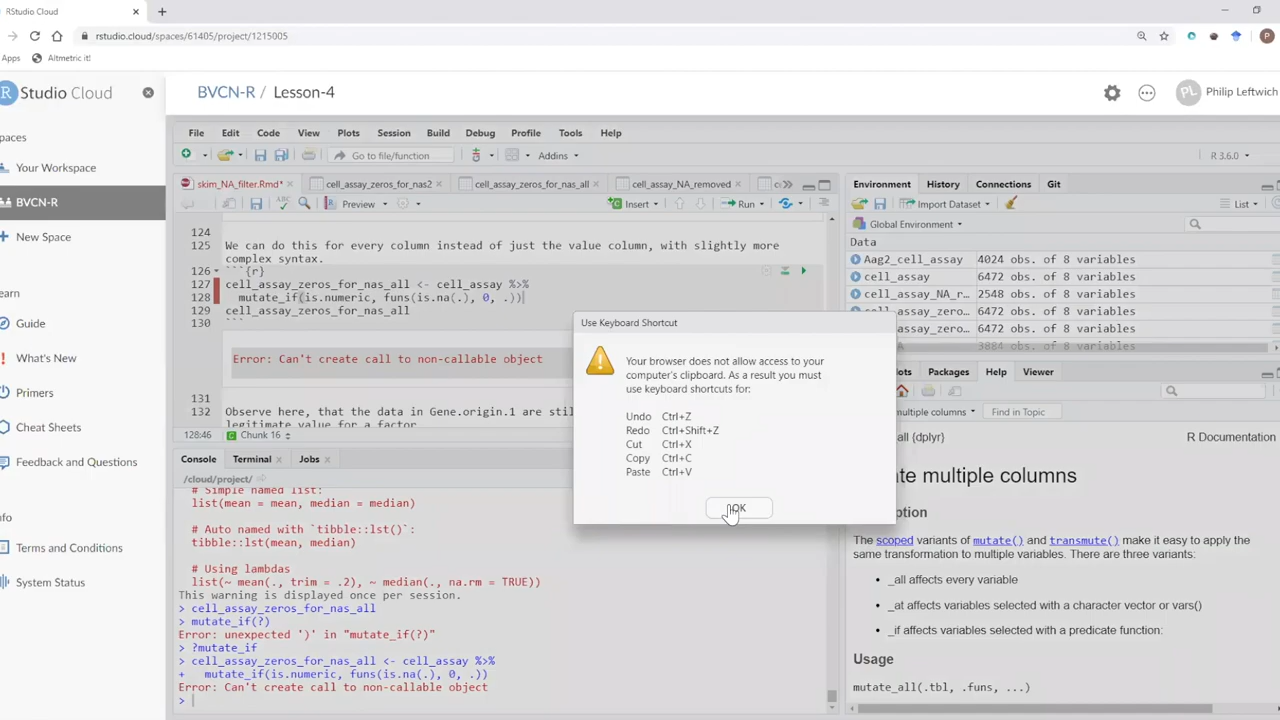 RStudio Cloud
rstudio.cloud/spaces/61405/project/1215005
P
Apps
Altmetric it!
R Studio Cloud
BVCN-R / Lesson-4
PL
Philip Leftwich
paces
Your Workspace
BVCN-R
New Space
earn
Guide
What's New
Primers
Cheat Sheets
Feedback and Questions
nfo
Terms and Conditions
System Status
File Edit Code View Plots Session Build Debug Profile Tools Help
Go to file/function
Addins
R 3.6.0
skim_NA_filter.Rmd* cell_assay_zeros_for_nas2 cell_assay_zeros_for_nas_all cell_assay_NA_removed
Preview Insert Run
124
125 We can do this for every column instead of just the value column, with slightly more
complex syntax.
126 ```{r}
127 cell_assay_zeros_for_nas_all <- cell_assay %>%
128 mutate_if(is.numeric, funs(is.na(.), 0, .))
129 cell_assay_zeros_for_nas_all
130 ```
Error: Can't create call to non-callable object
131
132 Observe here, that the data in Gene.origin.1 are stil
legitimate value for a factor.
128:46 Chunk 16
Console Terminal Jobs
/cloud/project/
# Simple named list:
list(mean = mean, median = median)
# Auto named with `tibble::lst()`:
tibble::lst(mean, median)
# Using lambdas
list(~ mean(., trim = .2), ~ median(., na.rm = TRUE))
This warning is displayed once per session.
> cell_assay_zeros_for_nas_all
> mutate_if(?)
Error: unexpected ')' in "mutate_if(?)"
> ?mutate_if
> cell_assay_zeros_for_nas_all <- cell_assay %>%
+ mutate_if(is.numeric, funs(is.na(.), 0, .))
Error: Can't create call to non-callable object
>
Use Keyboard Shortcut
Your browser does not allow access to your
computer's clipboard. As a result you must
use keyboard shortcuts for:
Undo Ctrl+Z
Redo Ctrl+Shift+Z
Cut Ctrl+X
Copy Ctrl+C
Paste Ctrl+V
OK
Environment History Connections Git
Import Dataset List
Global Environment
Data
Aag2_cell_assay 4024 obs. of 8 variables
cell_assay 6472 obs. of 8 variables
cell_assay_NA_r… 2548 obs. of 8 variables
cell_assay_zero… 6472 obs. of 8 variables
cell_assay_zero… 6472 obs. of 8 variables
3884 obs. of 8 variables
lots Packages Help Viewer
multiple columns Find in Topic
all {dplyr} R Documentation
ate multiple columns
ption
The scoped variants of mutate() and transmute() make it easy to apply the
same transformation to multiple variables. There are three variants:
• _all affects every variable
• _at affects variables selected with a character vector or vars()
• _if affects variables selected with a predicate function:
Usage
mutate_all(.tbl, .funs, ...)